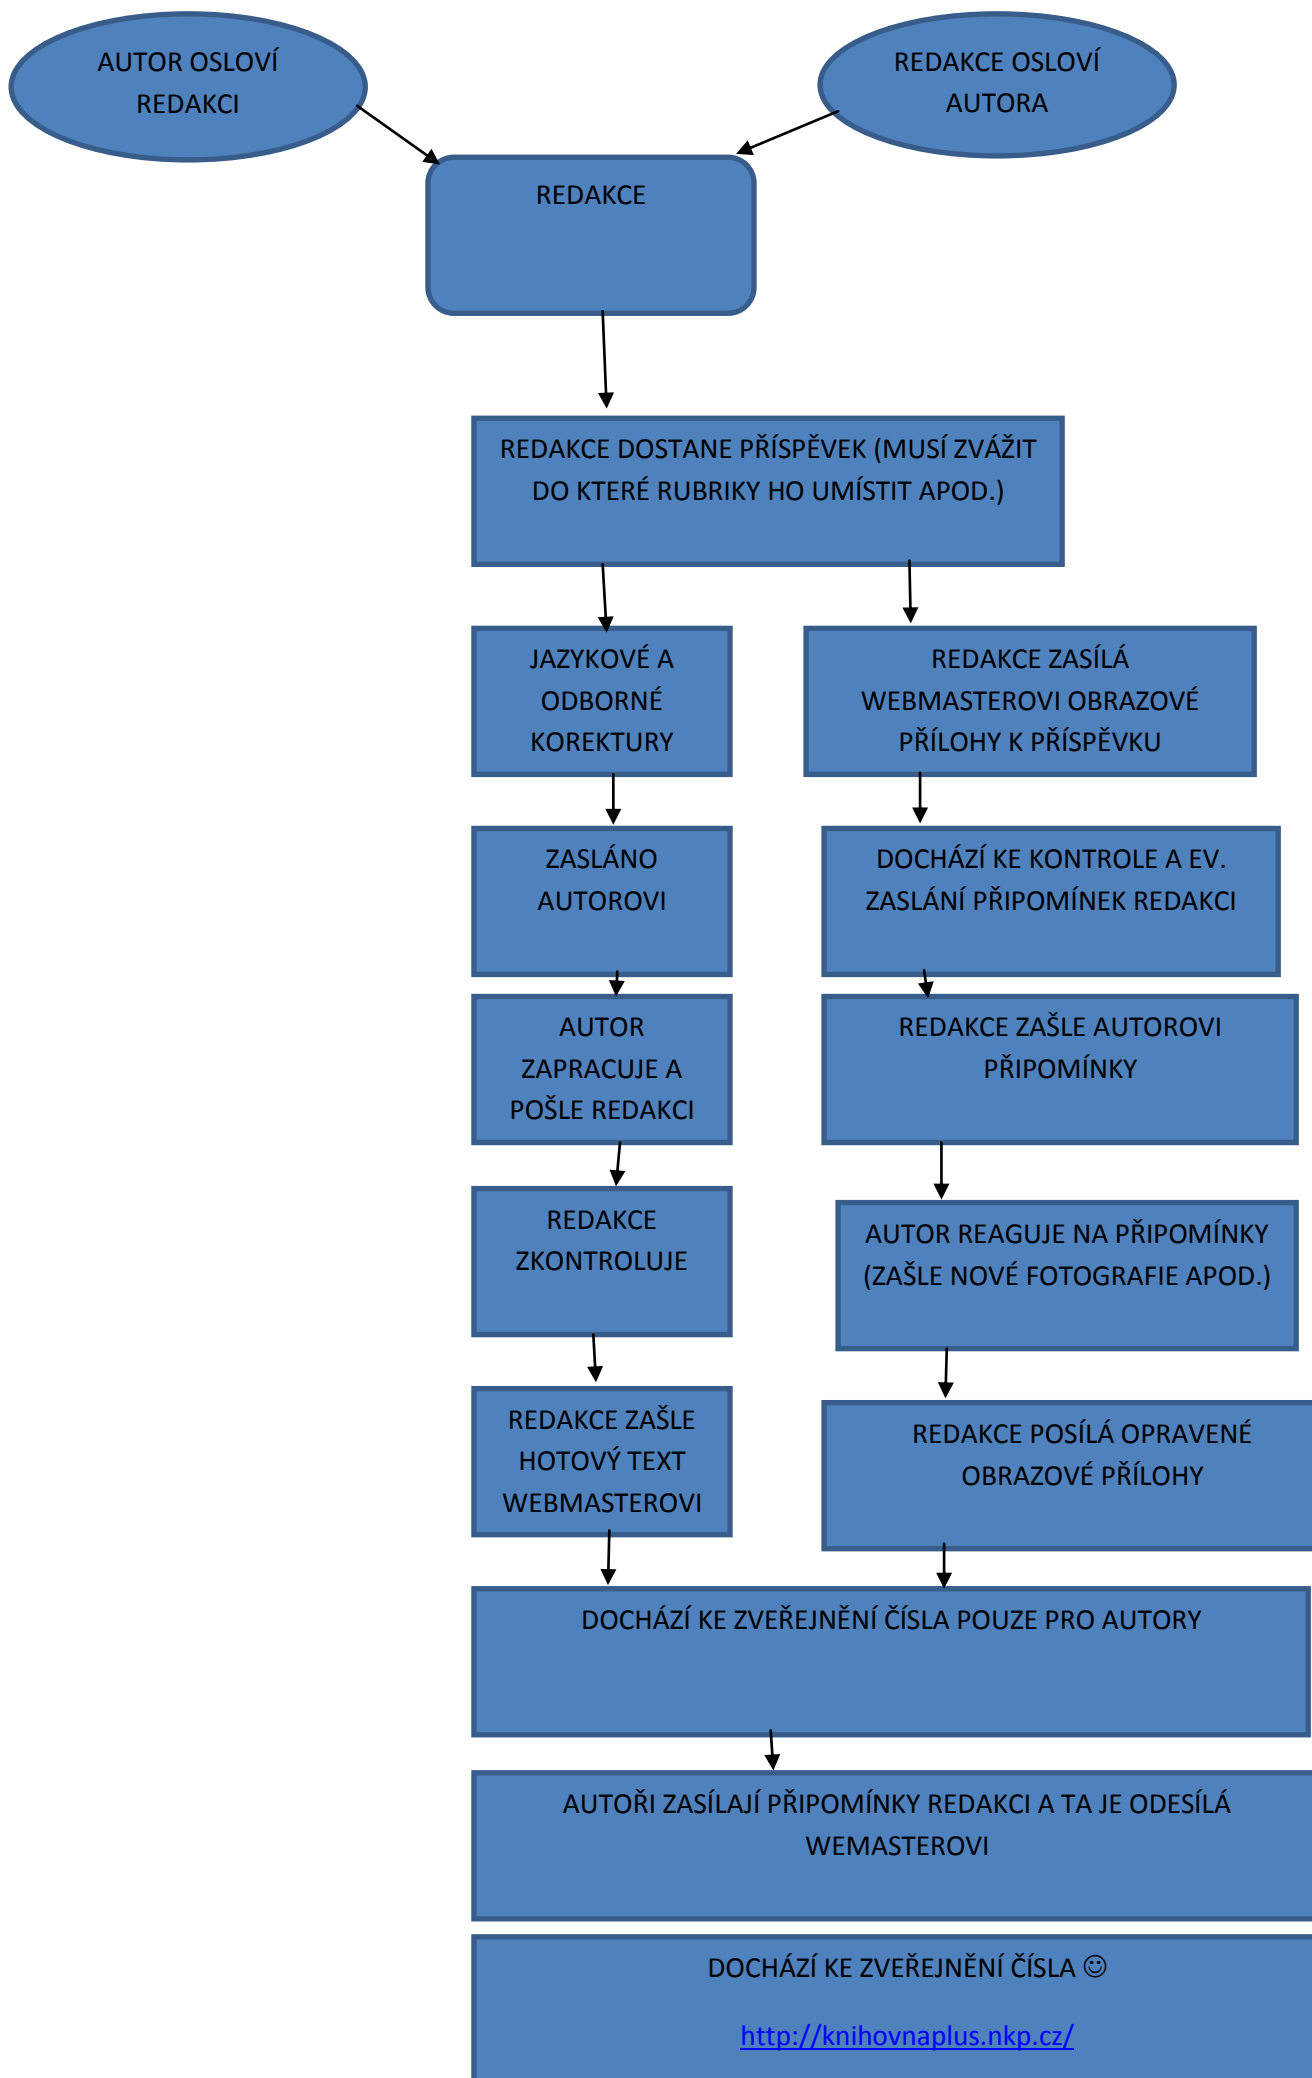 AUTOR OSLOVÍ
REDAKCI
REDAKCE OSLOVÍ
AUTORA
REDAKCE
REDAKCE DOSTANE PŘÍSPĚVEK (MUSÍ ZVÁŽIT
DO KTERÉ RUBRIKY HO UMÍSTIT APOD.)
JAZYKOVÉ A
ODBORNÉ
KOREKTURY
REDAKCE ZASÍLÁ
WEBMASTEROVI OBRAZOVÉ
PŘÍLOHY K PŘÍSPĚVKU
ZASLÁNO
AUTOROVI
DOCHÁZÍ KE KONTROLE A EV.
ZASLÁNÍ PŘIPOMÍNEK REDAKCI
AUTOR
ZAPRACUJE A
POŠLE REDAKCI
REDAKCE ZAŠLE AUTOROVI
PŘIPOMÍNKY
REDAKCE
ZKONTROLUJE
AUTOR REAGUJE NA PŘIPOMÍNKY
(ZAŠLE NOVÉ FOTOGRAFIE APOD.)
REDAKCE ZAŠLE
HOTOVÝ TEXT
WEBMASTEROVI
REDAKCE POSÍLÁ OPRAVENÉ
OBRAZOVÉ PŘÍLOHY
DOCHÁZÍ KE ZVEŘEJNĚNÍ ČÍSLA POUZE PRO AUTORY
AUTOŘI ZASÍLAJÍ PŘIPOMÍNKY REDAKCI A TA JE ODESÍLÁ
WEMASTEROVI
DOCHÁZÍ KE ZVEŘEJNĚNÍ ČÍSLA ☺
http://knihovnaplus.nkp.cz/